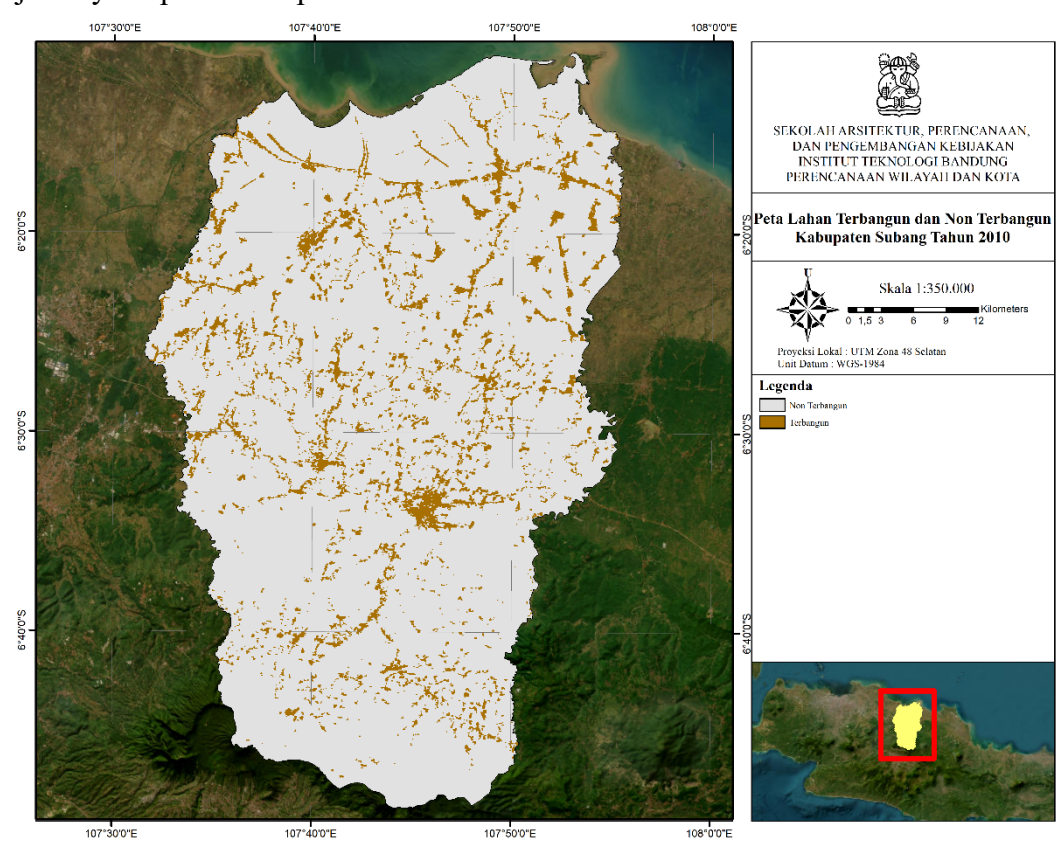 107°30'0"E 107°40'0"E 107°50'0"E 108°0'0"E
6°20'0"S
6°30'0"S
6°40'0"S
6°20'0"S
6°30'0"S
6°40'0"S
107°30'0"E 107°40'0"E 107°50'0"E 108°0'0"E
SEKOLAH ARSITEKTUR, PERENCANAAN,
DAN PENGEMBANGAN KEBIJAKAN
INSTITUT TEKNOLOGI BANDUNG
PERENCANAAN WILAYAH DAN KOTA
Peta Lahan Terbangun dan Non Terbangun
Kabupaten Subang Tahun 2010
U
Skala 1:350.000
Kilometers
0 1,5 3 6 9 12
Proyeksi Lokal : UTM Zona 48 Selatan
Unit Datum : WGS-1984
Legenda
Non Terbangun
Terbangun